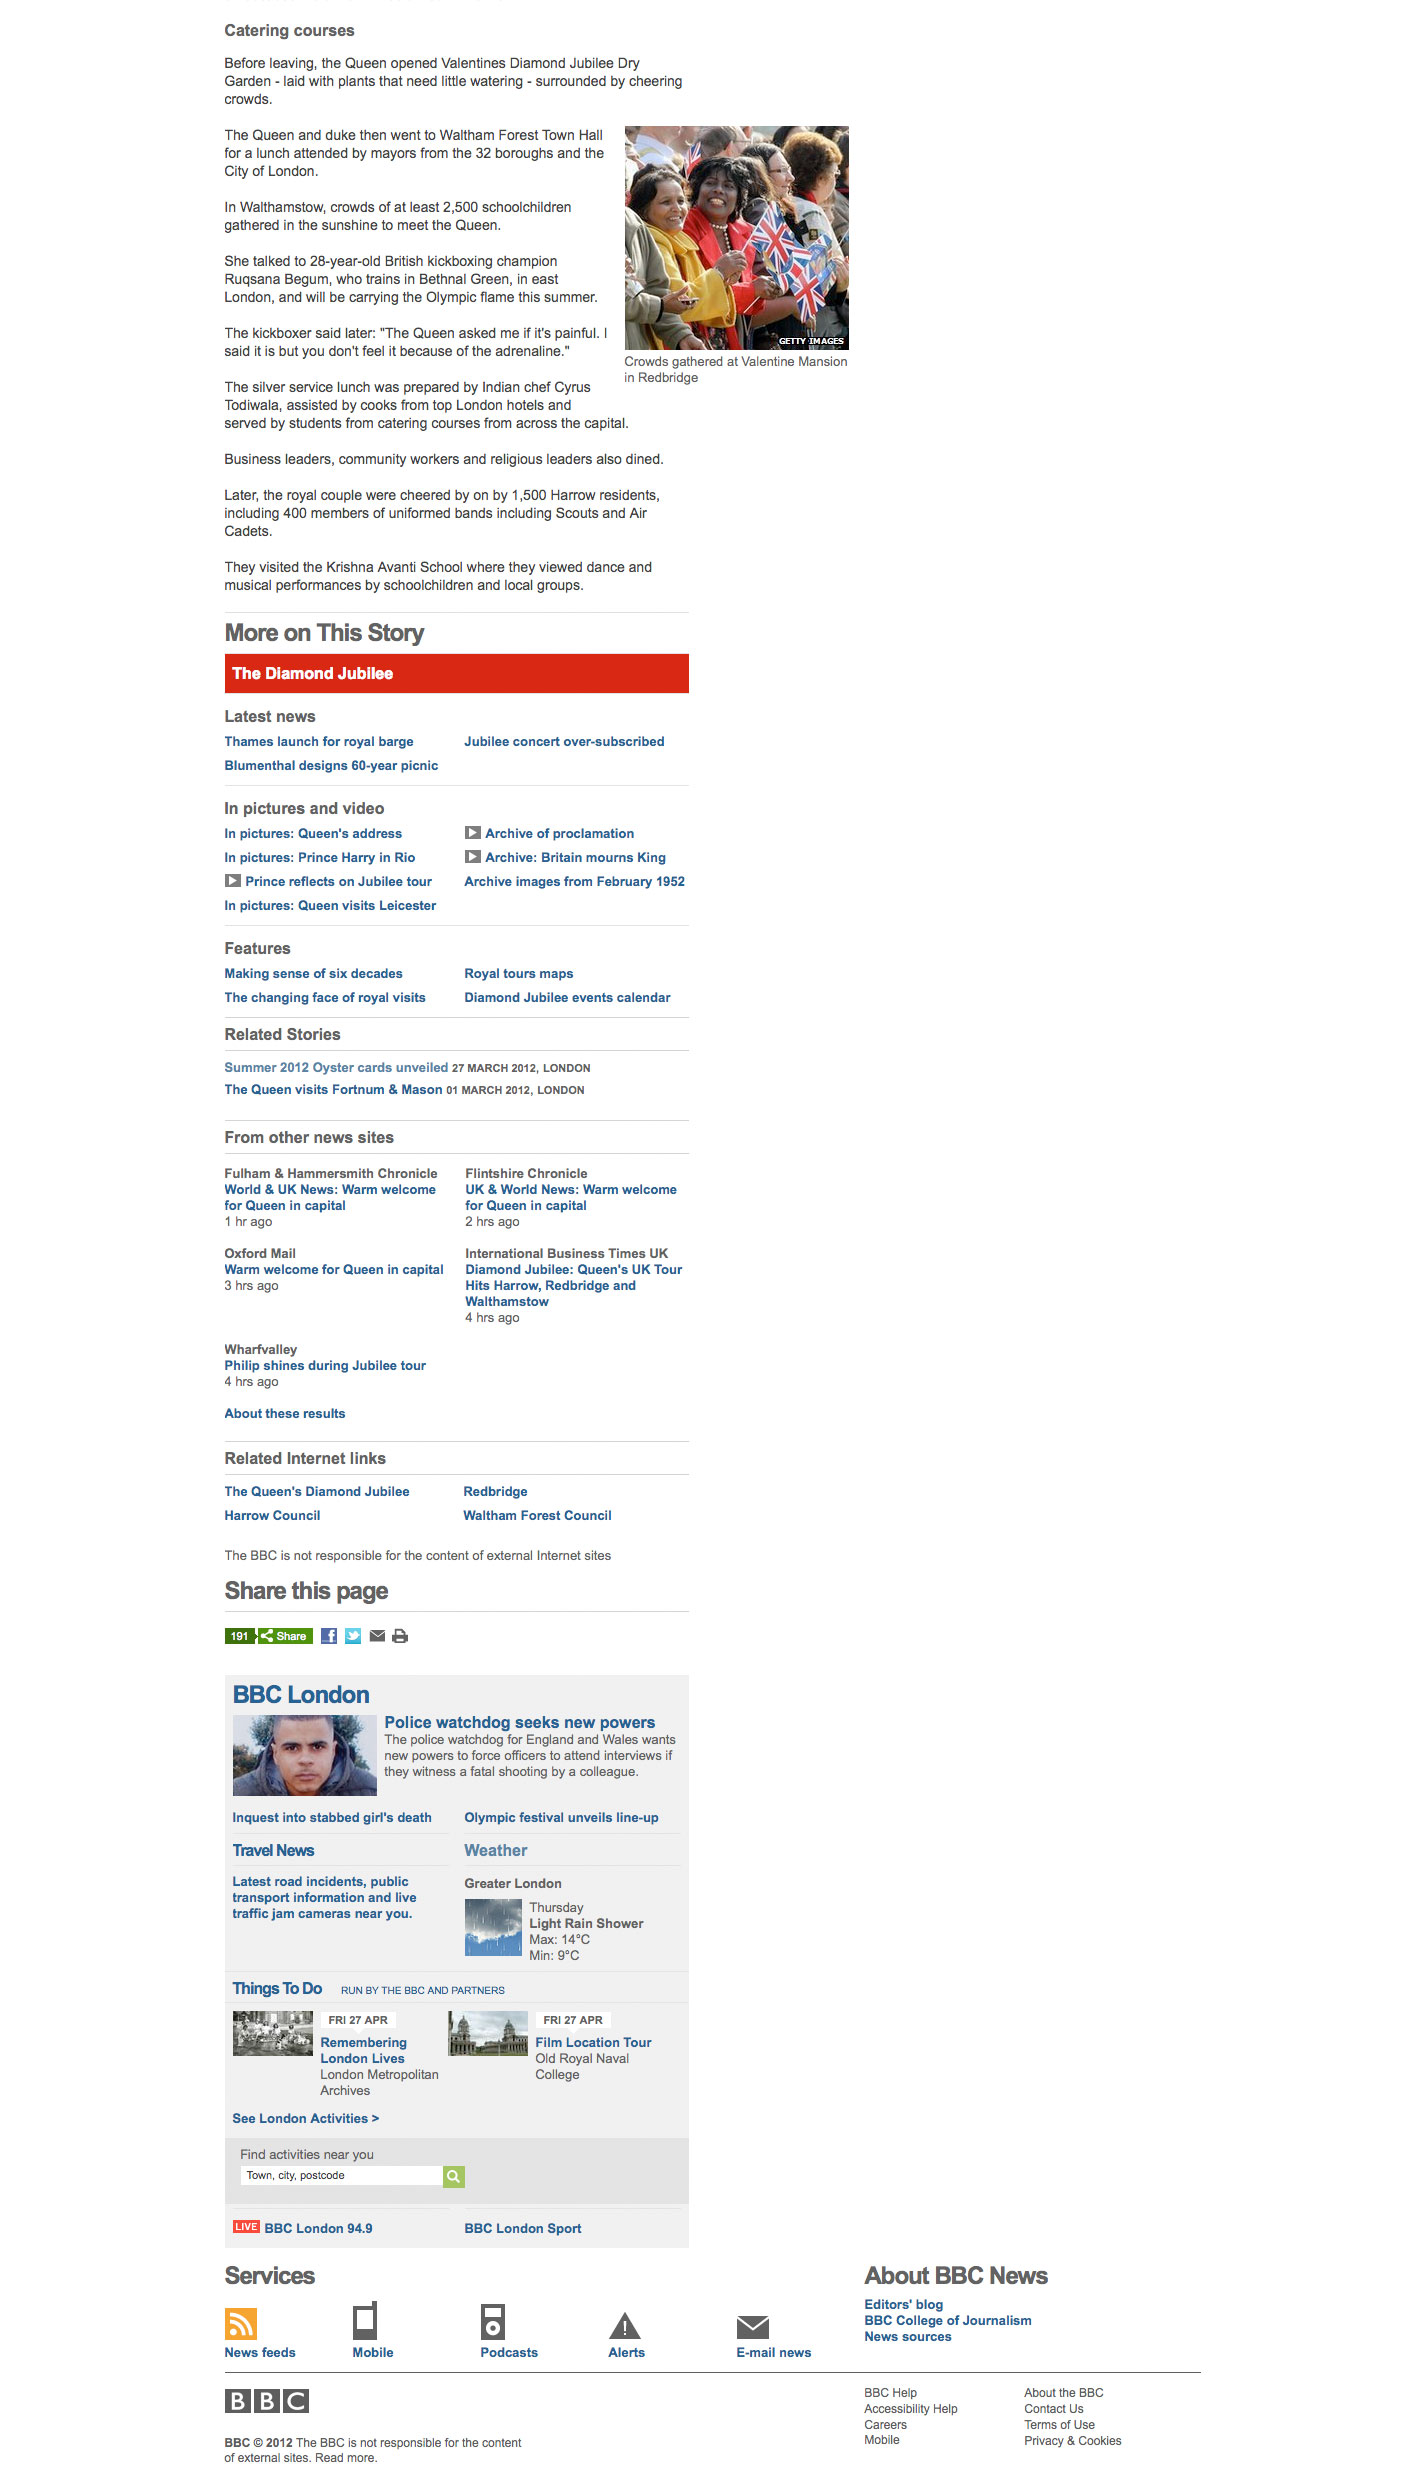 Catering courses
Before leaving, the Queen opened Valentines Diamond Jubilee Dry
Garden - laid with plants that need little watering - surrounded by cheering
crowds.
The Queen and duke then went to Waltham Forest Town Hall
for a lunch attended by mayors from the 32 boroughs and the
City of London.
In Walthamstow, crowds of at least 2,500 schoolchildren
gathered in the sunshine to meet the Queen.
She talked to 28-year-old British kickboxing champion
Ruqsana Begum, who trains in Bethnal Green, in east
London, and will be carrying the Olympic flame this summer.
The kickboxer said later: "The Queen asked me if it's painful. I
said it is but you don't feel it because of the adrenaline."
GETTY IMAGES
Crowds gathered at Valentine Mansion
in Redbridge
The silver service lunch was prepared by Indian chef Cyrus
Todiwala, assisted by cooks from top London hotels and
served by students from catering courses from across the capital.
Business leaders, community workers and religious leaders also dined.
Later, the royal couple were cheered by on by 1,500 Harrow residents,
including 400 members of uniformed bands including Scouts and Air
Cadets.
They visited the Krishna Avanti School where they viewed dance and
musical performances by schoolchildren and local groups.
More on This Story
The Diamond Jubilee
Latest news
Thames launch for royal barge
Jubilee concert over-subscribed
Blumenthal designs 60-year picnic
In pictures and video
In pictures: Queen's address
Archive of proclamation
In pictures: Prince Harry in Rio
Archive: Britain mourns King
Prince reflects on Jubilee tour
Archive images from February 1952
In pictures: Queen visits Leicester
Features
Making sense of six decades
Royal tours maps
The changing face of royal visits
Diamond Jubilee events calendar
Related Stories
Summer 2012 Oyster cards unveiled 27 MARCH 2012, LONDON
The Queen visits Fortnum & Mason 01 MARCH 2012, LONDON
From other news sites
Fulham & Hammersmith Chronicle
World & UK News: Warm welcome
for Queen in capital
1 hr ago
Flintshire Chronicle
UK & World News: Warm welcome
for Queen in capital
2 hrs ago
Oxford Mail
Warm welcome for Queen in capital
3 hrs ago
International Business Times UK
Diamond Jubilee: Queen's UK Tour
Hits Harrow, Redbridge and
Walthamstow
4 hrs ago
Wharfvalley
Philip shines during Jubilee tour
4 hrs ago
About these results
Related Internet links
The Queen's Diamond Jubilee
Redbridge
Harrow Council
Waltham Forest Council
The BBC is not responsible for the content of external Internet sites
Share this page
191 Share
BBC London
Police watchdog seeks new powers
The police watchdog for England and Wales wants
new powers to force officers to attend interviews if
they witness a fatal shooting by a colleague.
Inquest into stabbed girl's death
Olympic festival unveils line-up
Travel News
Latest road incidents, public
transport information and live
traffic jam cameras near you.
Weather
Greater London
Thursday
Light Rain Shower
Max: 14°C
Min: 9°C
Things To Do RUN BY THE BBC AND PARTNERS
FRI 27 APR
Remembering
London Lives
London Metropolitan
Archives
FRI 27 APR
Film Location Tour
Old Royal Naval
College
See London Activities >
Find activities near you
Town, city, postcode
LIVE BBC London 94.9
BBC London Sport
Services
News feeds
Mobile
Podcasts
Alerts
E-mail news
About BBC News
Editors' blog
BBC College of Journalism
News sources
BBC
BBC © 2012 The BBC is not responsible for the content
of external sites. Read more.
BBC Help
Accessibility Help
Careers
Mobile
About the BBC
Contact Us
Terms of Use
Privacy & Cookies